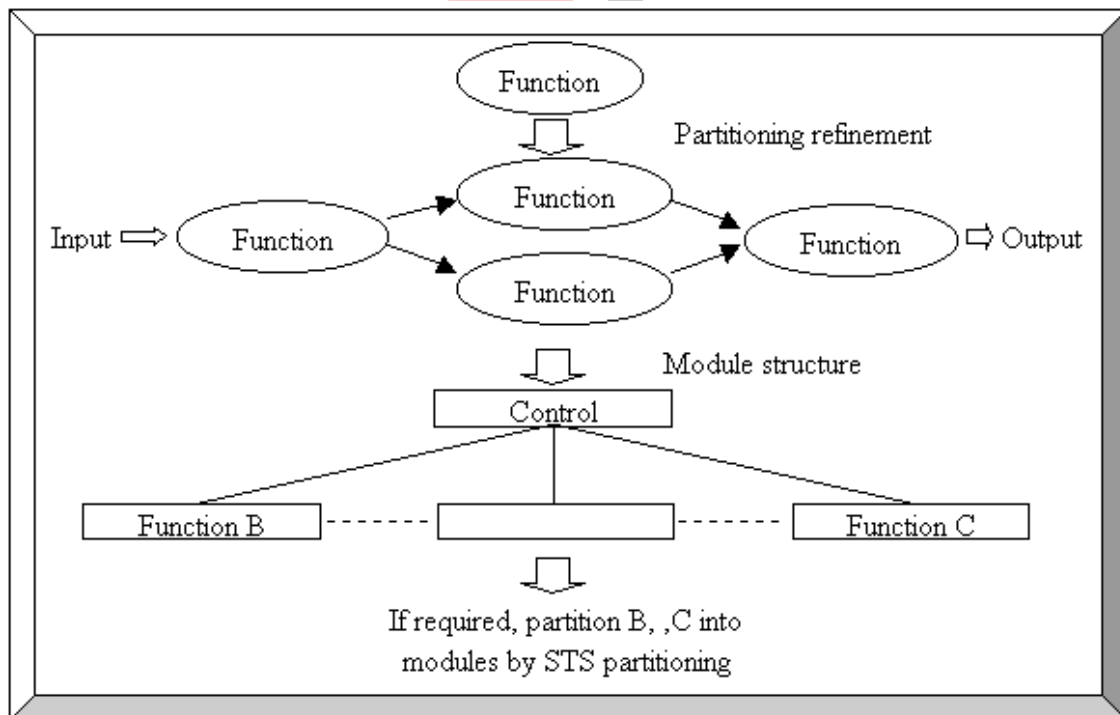 Function
Partitioning refinement
Function
Input
Function
Function
Output
Function
Module structure
Control
Function B
Function C
If required, partition B, ,C into
modules by STS partitioning